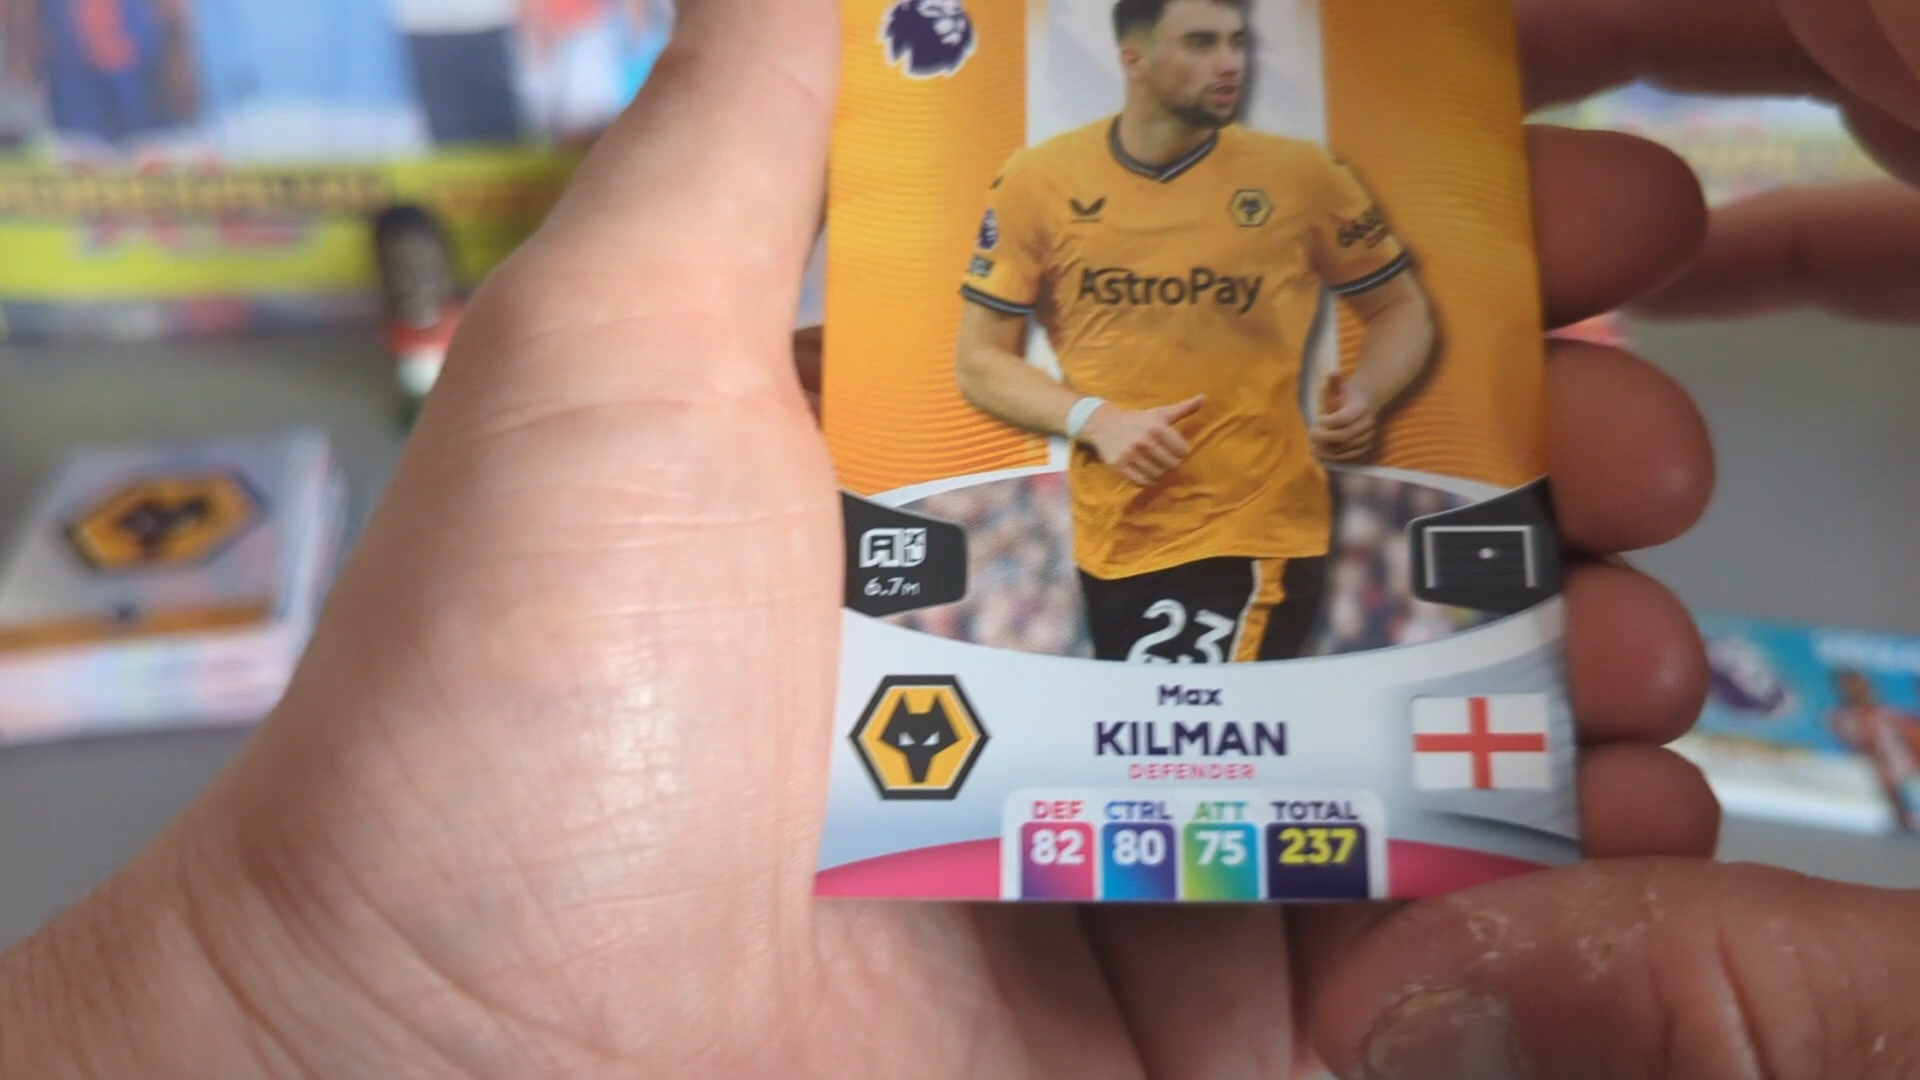 AstroPay
6.7M
23
Max
KILMAN
DEFENDER
DEF CTRL ATT TOTAL
82 80 75 237